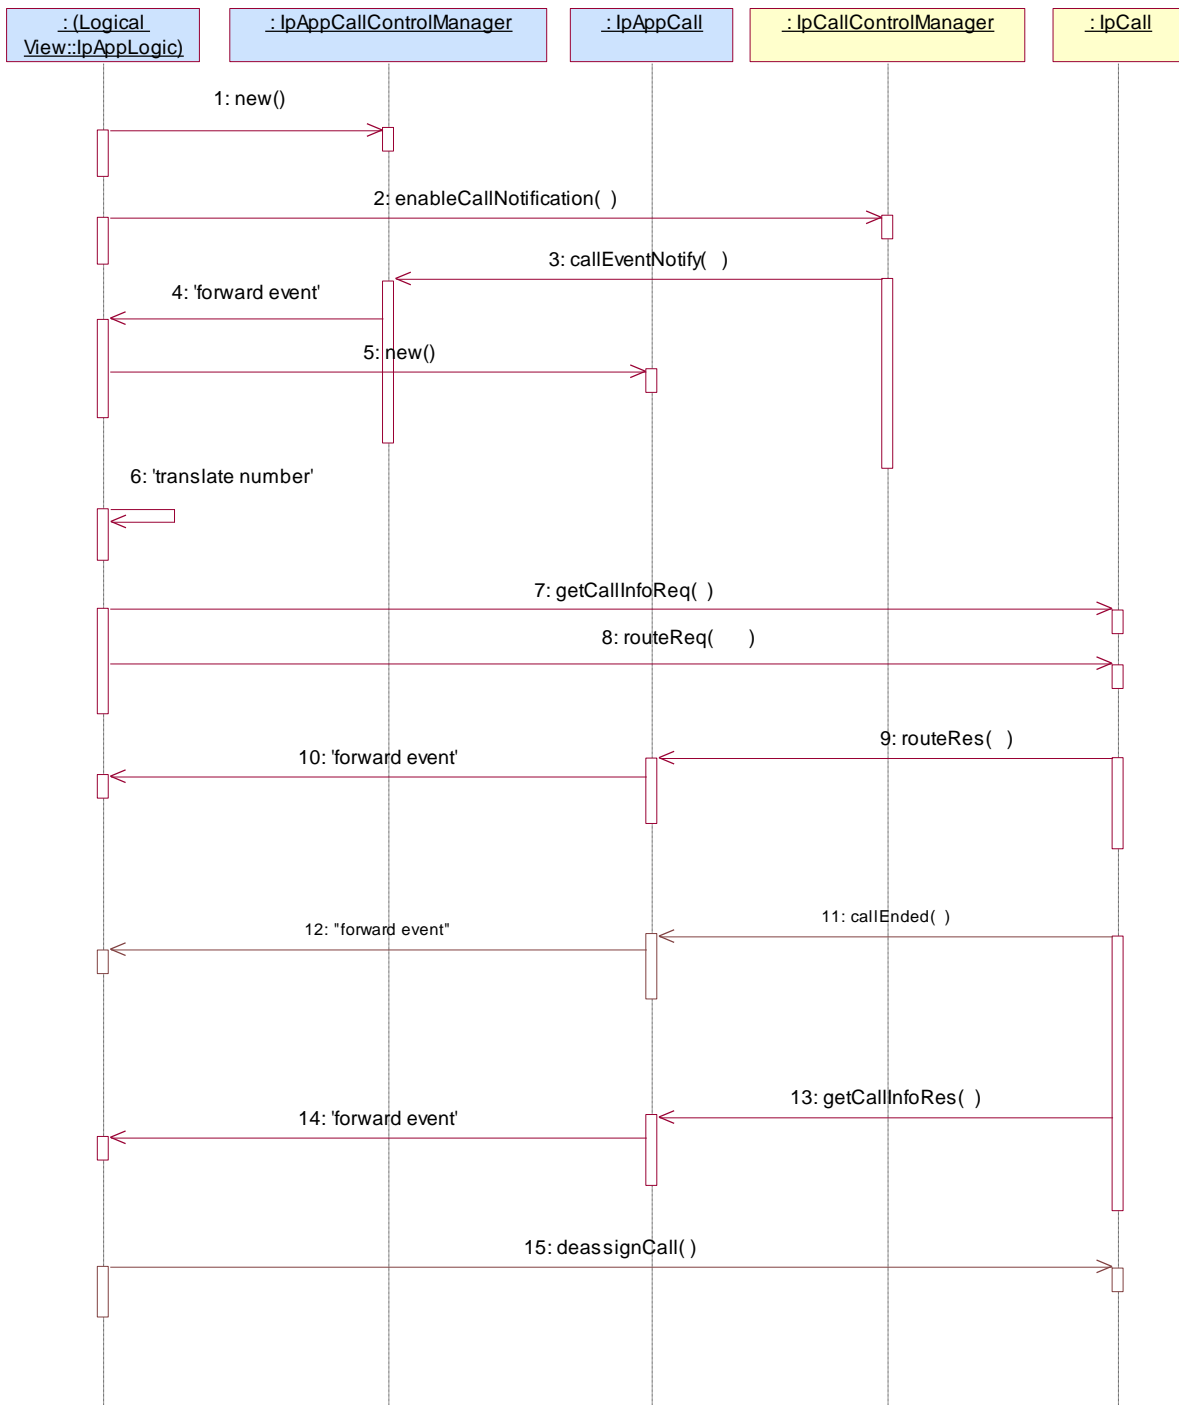 : (Logical
View::IpAppLogic)
: IpAppCallControlManager
: IpAppCall
: IpCallControlManager
: IpCall
1: new()
2: enableCallNotification(  )
3: callEventNotify(   )
4: 'forward event'
5: new()
6: 'translate number'
7: getCallInfoReq(  )
8: routeReq(      )
9: routeRes(   )
10: 'forward event'
11: callEnded(  )
12: "forward event"
13: getCallInfoRes(  )
14: 'forward event'
15: deassignCall( )